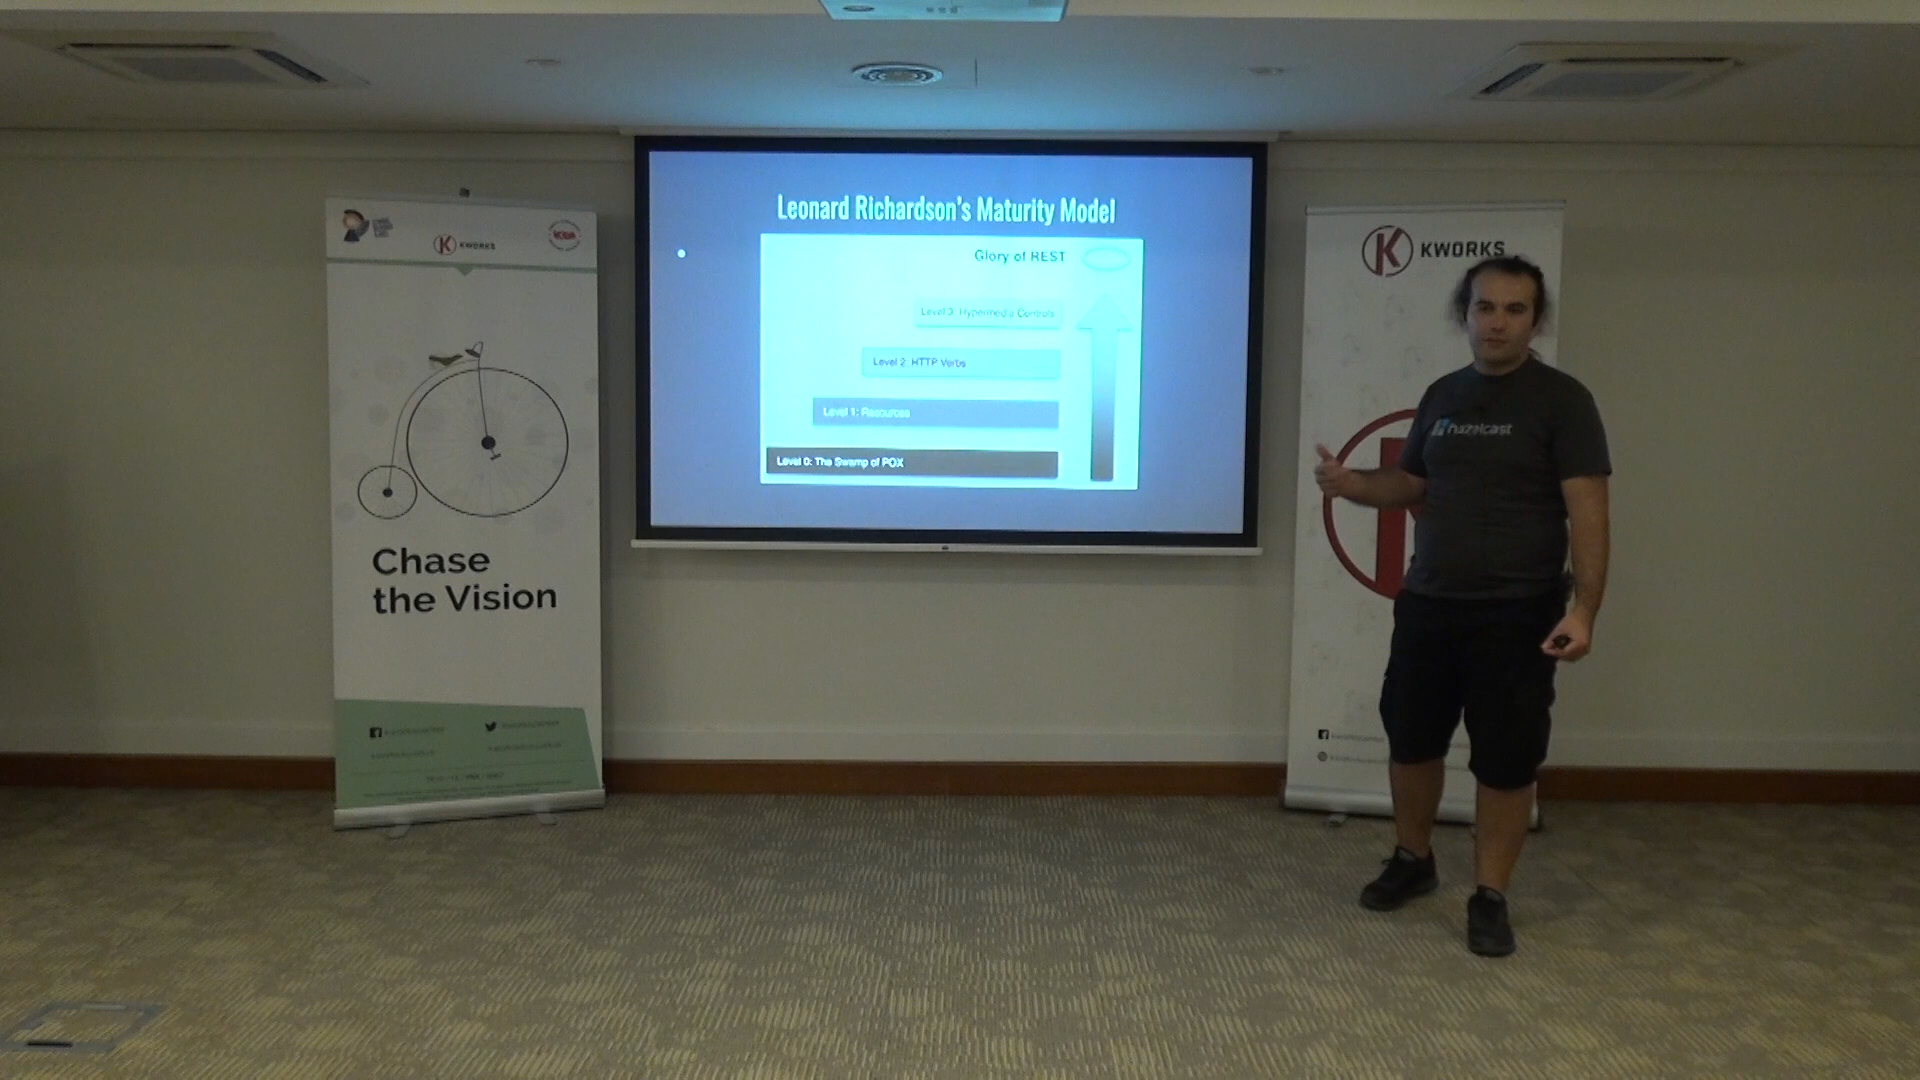 KWORKS
Chase
the Vision
Leonard Richardson's Maturity Model
Glory of REST
Level 3: Hypermedia Controls
Level 2: HTTP Verbs
Level 1: Resources
Level 0: The Swamp of POX
K KWORKS
hazelcast